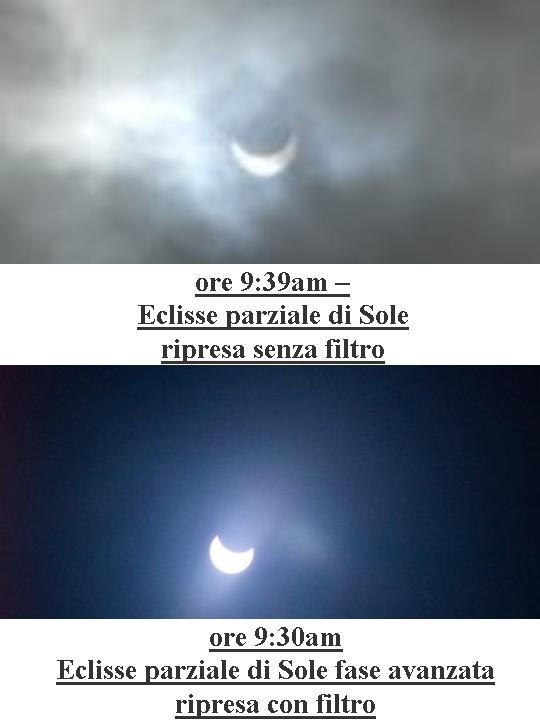 ore 9:39am –
Eclisse parziale di Sole
ripresa senza filtro
ore 9:30am
Eclisse parziale di Sole fase avanzata
ripresa con filtro